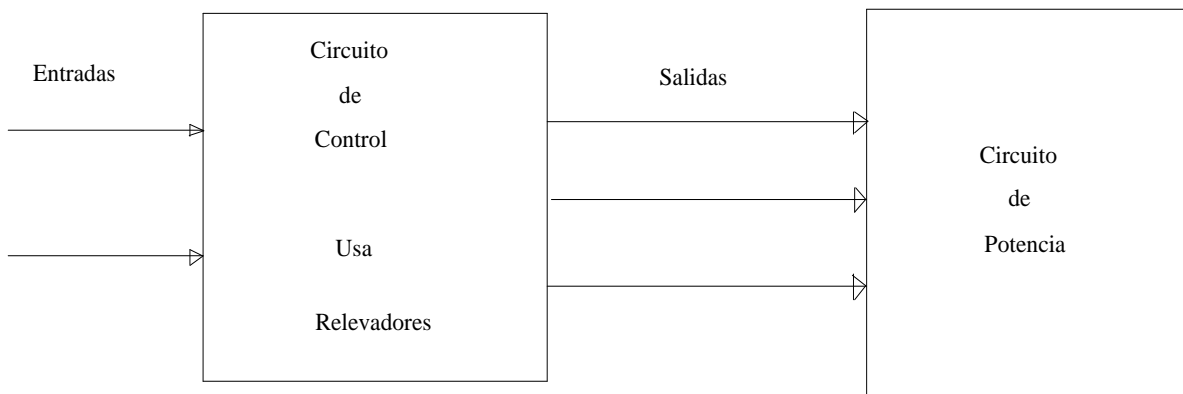 Entradas
Circuito
de
Control
Usa
Relevadores
Salidas
Circuito
de
Potencia